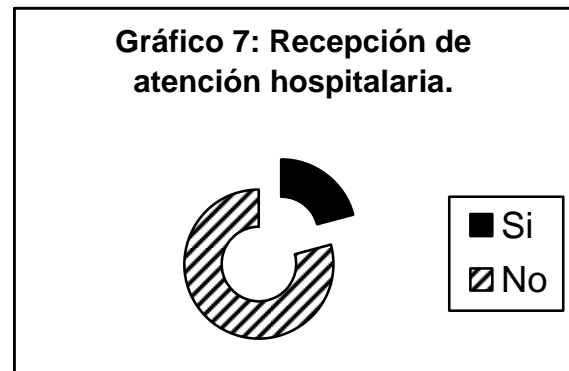 Gráfico 7: Recepción de
atención hospitalaria.
Si
No